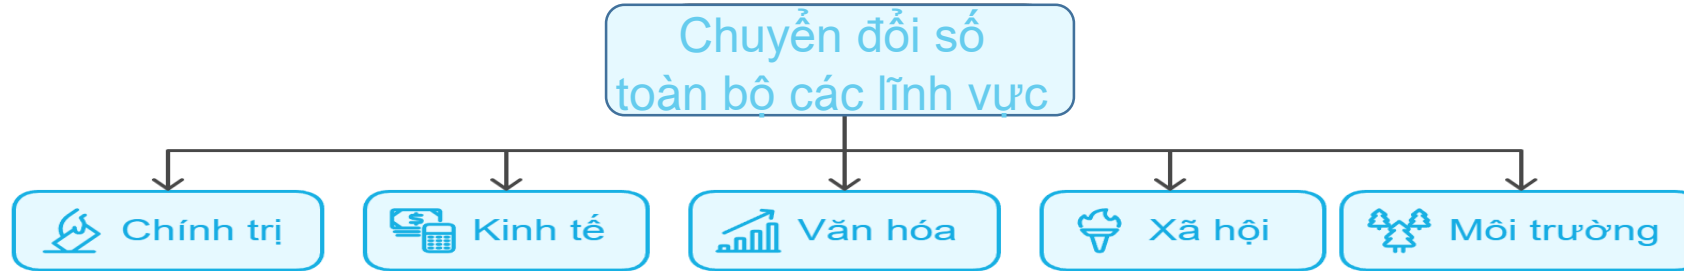 Chuyển đổi số
toàn bộ các lĩnh vực
Chính trị
Kinh tế
Văn hóa
Xã hội
Môi trường